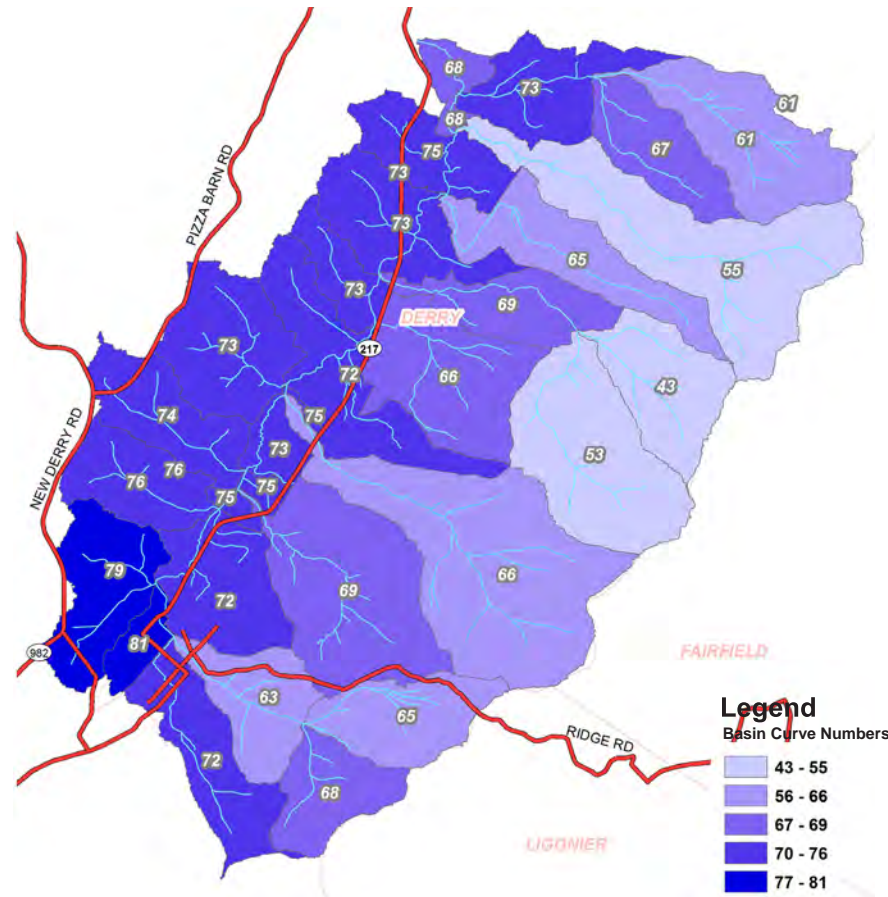 68
73
61
68
61
75
67
73
PIZZA BARN RD
73
65
55
73
69
DERRY
217
73
66
72
43
74
75
73
53
76
76
75
75
NEW DERRY RD
79
69
66
72
81
982
FAIRFIELD
63
65
RIDGE RD
72
68
LIGONIER
Legend
Basin Curve Numbers
43 - 55
56 - 66
67 - 69
70 - 76
77 - 81